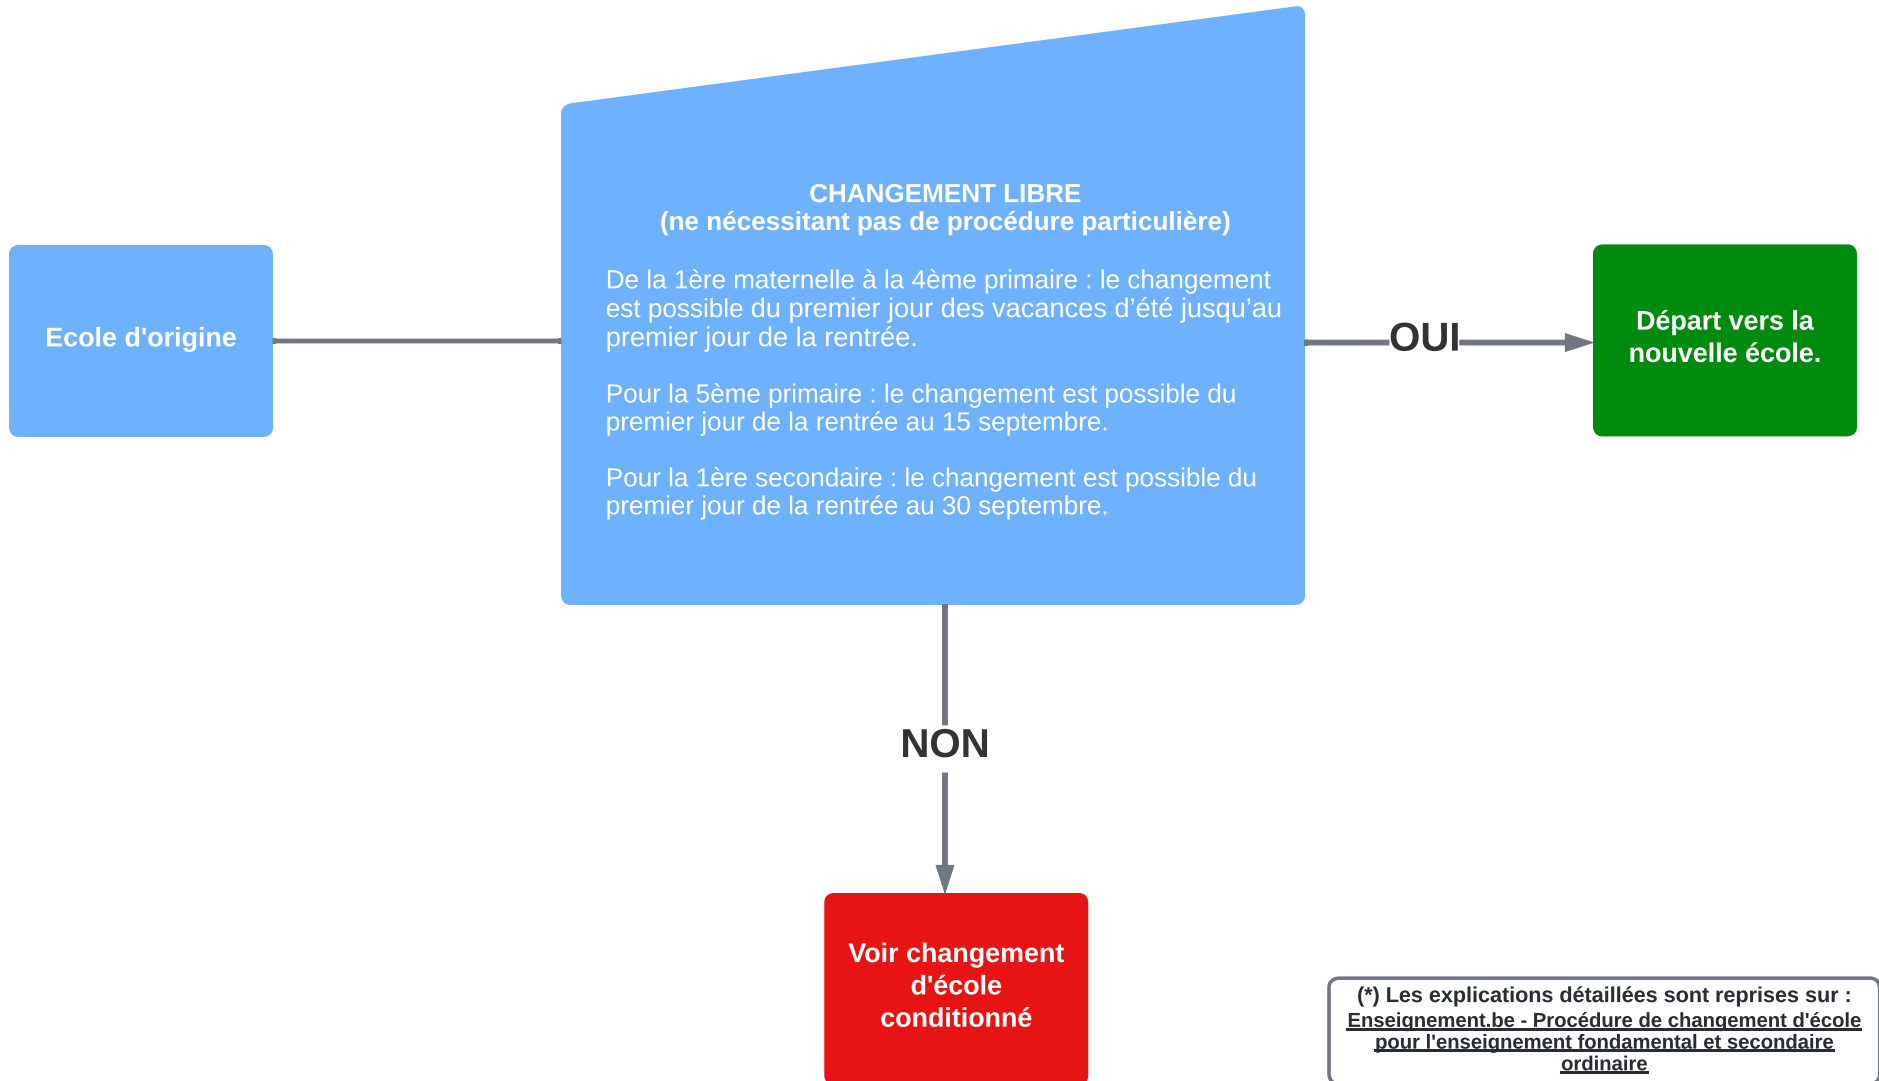 CHANGEMENT LIBRE
(ne nécessitant pas de procédure particulière)
De la 1ère maternelle à la 4ème primaire : le changement
est possible du premier jour des vacances d’été jusqu’au
premier jour de la rentrée.
Pour la 5ème primaire : le changement est possible du
premier jour de la rentrée au 15 septembre.
Pour la 1ère secondaire : le changement est possible du
premier jour de la rentrée au 30 septembre.
Ecole d'origine
OUI
Départ vers la
nouvelle école.
NON
Voir changement
d'école
conditionné
(*) Les explications détaillées sont reprises sur :
Enseignement.be - Procédure de changement d'école
pour l'enseignement fondamental et secondaire
ordinaire